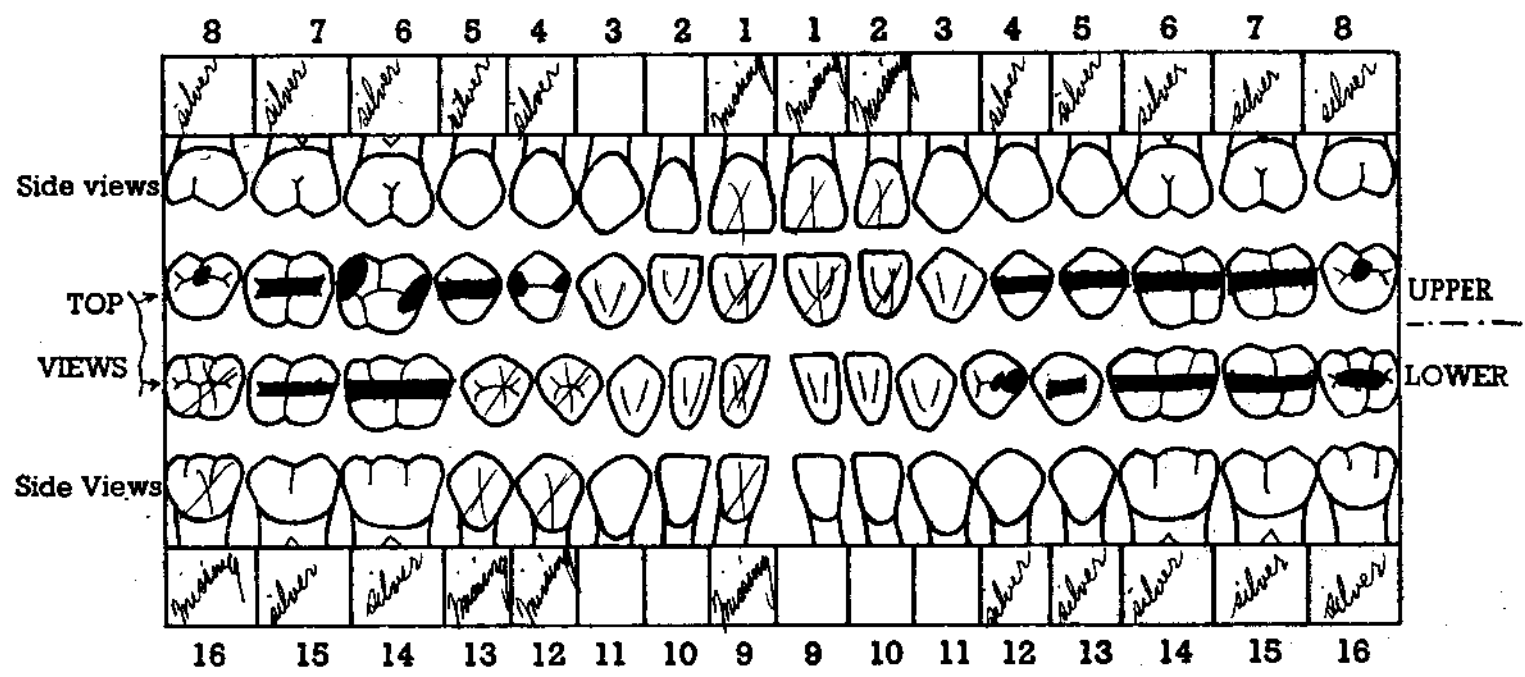 8 7 6 5 4 3 2 1 1 2 3 4 5 6 7 8
silver silver silver silver silver missing missing missing silver silver silver silver silver
Side views
TOP
UPPER
VIEWS
LOWER
Side Views
missing silver silver missing missing missing silver silver silver silver silver
16 15 14 13 12 11 10 9 9 10 11 12 13 14 15 16